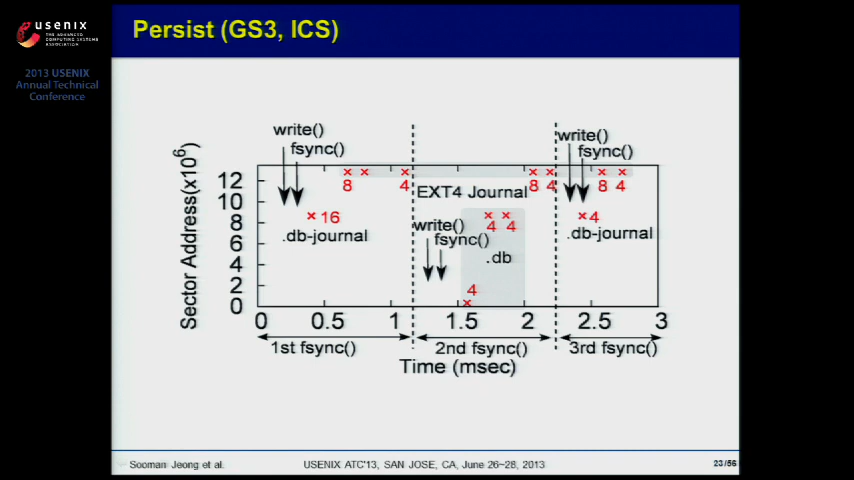 usenix
THE ADVANCED
COMPUTING SYSTEMS
ASSOCIATION
2013 USENIX
Annual Technical
Conference
Persist (GS3, ICS)
write()
fsync()
write()
fsync()
Sector Address(x10⁶)
12
10
8
6
4
2
0
8
4
8
4
8
4
EXT4 Journal
16
.db-journal
write()
fsync()
4
4
.db
4
4
.db-journal
0
0.5
1
1.5
2
2.5
3
1st fsync()
2nd fsync()
3rd fsync()
Time (msec)
Sooman Jeong et al.
USENIX ATC'13, SAN JOSE, CA, June 26~28, 2013
23/56